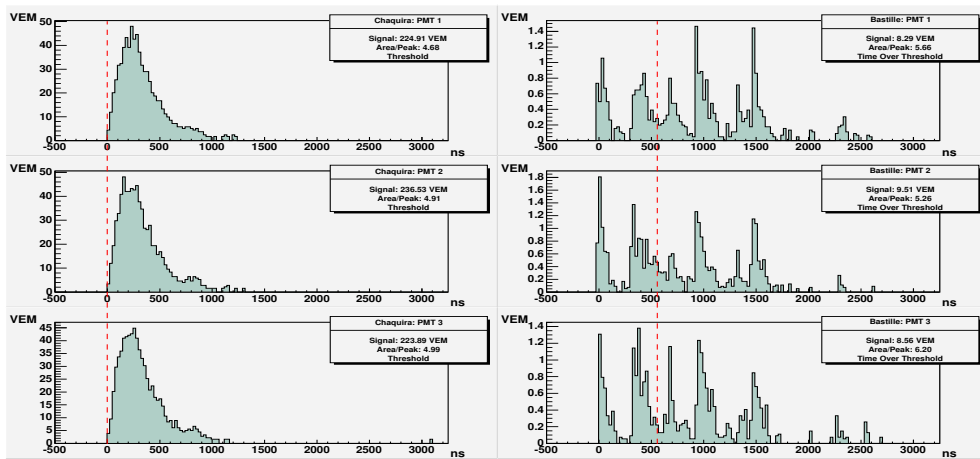 VEM
50
40
30
20
10
0
-500 0 500 1000 1500 2000 2500 3000
ns
Chaquira: PMT 1
Signal: 224.91 VEM
Area/Peak: 4.68
Threshold
VEM
1.4
1.2
1
0.8
0.6
0.4
0.2
0
-500 0 500 1000 1500 2000 2500 3000
ns
Bastille: PMT 1
Signal: 8.29 VEM
Area/Peak: 5.66
Time Over Threshold
VEM
50
40
30
20
10
0
-500 0 500 1000 1500 2000 2500 3000
ns
Chaquira: PMT 2
Signal: 236.53 VEM
Area/Peak: 4.91
Threshold
VEM
1.8
1.6
1.4
1.2
1
0.8
0.6
0.4
0.2
0
-500 0 500 1000 1500 2000 2500 3000
ns
Bastille: PMT 2
Signal: 9.51 VEM
Area/Peak: 5.26
Time Over Threshold
VEM
45
40
35
30
25
20
15
10
5
0
-500 0 500 1000 1500 2000 2500 3000
ns
Chaquira: PMT 3
Signal: 223.89 VEM
Area/Peak: 4.99
Threshold
VEM
1.4
1.2
1
0.8
0.6
0.4
0.2
0
-500 0 500 1000 1500 2000 2500 3000
ns
Bastille: PMT 3
Signal: 8.56 VEM
Area/Peak: 6.20
Time Over Threshold